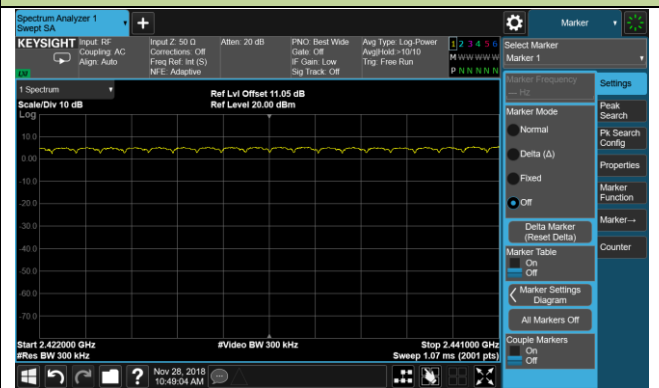 Spectrum Analyzer 1
Swept SA
+
Marker
KEYSIGHT
Input: RF
Coupling: AC
Align: Auto
Input Z: 50 Ω
Corrections: Off
Freq Ref: Int (S)
NFE: Adaptive
Atten: 20 dB
PNO: Best Wide
Gate: Off
IF Gain: Low
Sig Track: Off
Avg Type: Log-Power
Avg|Hold:>10/10
Trig: Free Run
1 2 3 4 5 6
M W W W W W
P N N N N N
Select Marker
Marker 1
1 Spectrum
Scale/Div 10 dB
Log
Ref Lvl Offset 11.05 dB
Ref Level 20.00 dBm
10.0
0.00
-10.0
-20.0
-30.0
-40.0
-50.0
-60.0
-70.0
Start 2.422000 GHz
#Res BW 300 kHz
#Video BW 300 kHz
Stop 2.441000 GHz
Sweep 1.07 ms (2001 pts)
Marker Frequency
--- Hz
Marker Mode
Normal
Delta (Δ)
Fixed
Off
Delta Marker
(Reset Delta)
Marker Table
On
Off
Marker Settings
Diagram
All Markers Off
Couple Markers
On
Off
Settings
Peak
Search
Pk Search
Config
Properties
Marker
Function
Marker→
Counter
?
Nov 28, 2018
10:49:04 AM